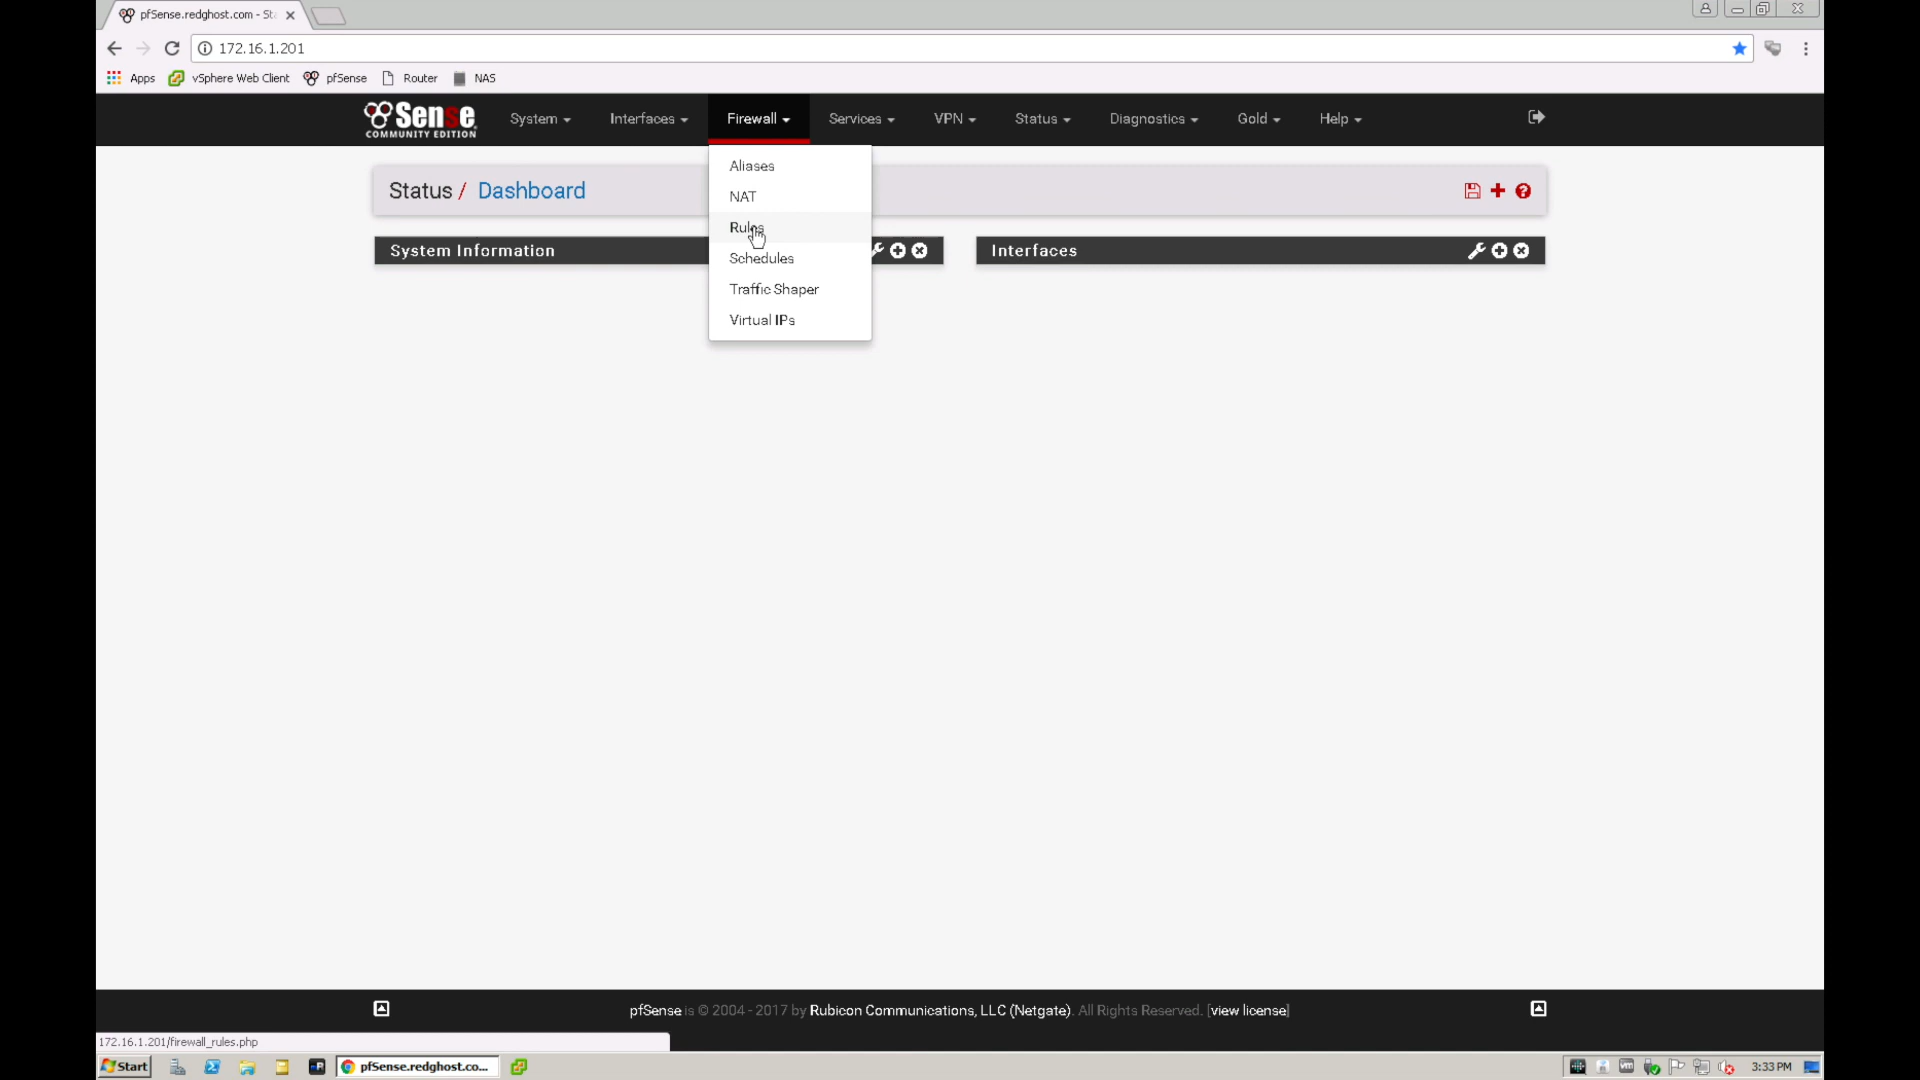 pfSense.redghost.com - St
172.16.1.201
Apps vSphere Web Client pfSense Router NAS
Sense
COMMUNITY EDITION
System Interfaces Firewall Services VPN Status Diagnostics Gold Help
Aliases
NAT
Rules
Schedules
Traffic Shaper
Virtual IPs
Status / Dashboard
System Information
Interfaces
pfSense is © 2004 - 2017 by Rubicon Communications, LLC (Netgate). All Rights Reserved. [view license]
172.16.1.201/firewall_rules.php
Start pfSense.redghost.co... 3:33 PM